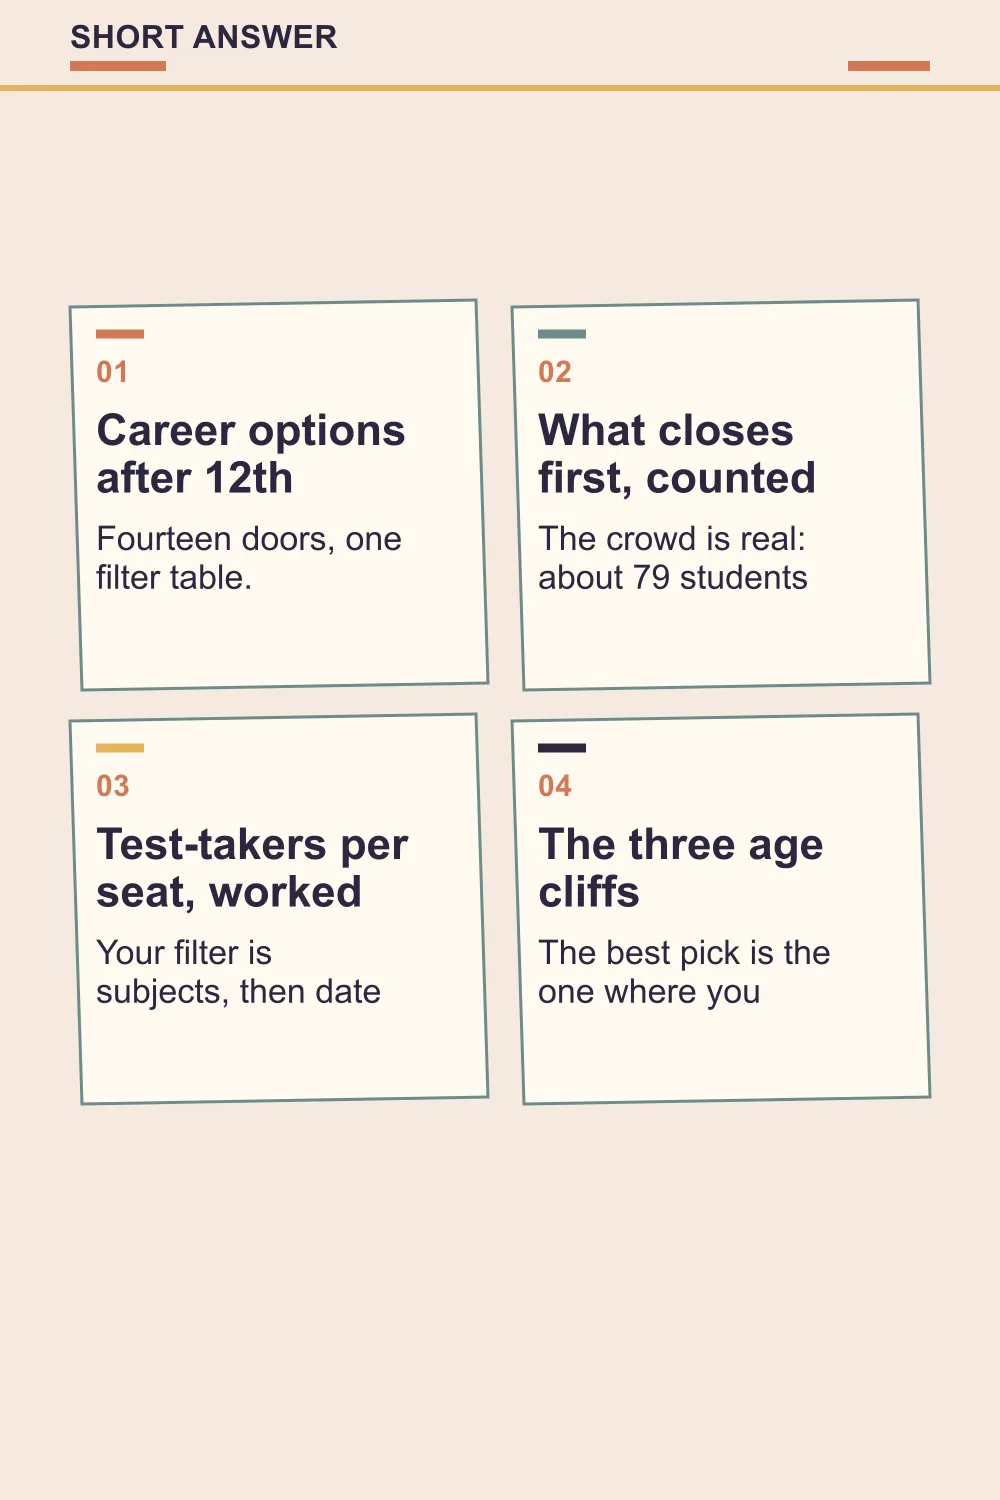 SHORT ANSWER
01
Career options
after 12th
Fourteen doors, one
filter table.
02
What closes
first, counted
The crowd is real:
about 79 students
03
Test-takers per
seat, worked
Your filter is
subjects, then date
04
The three age
cliffs
The best pick is the
one where you